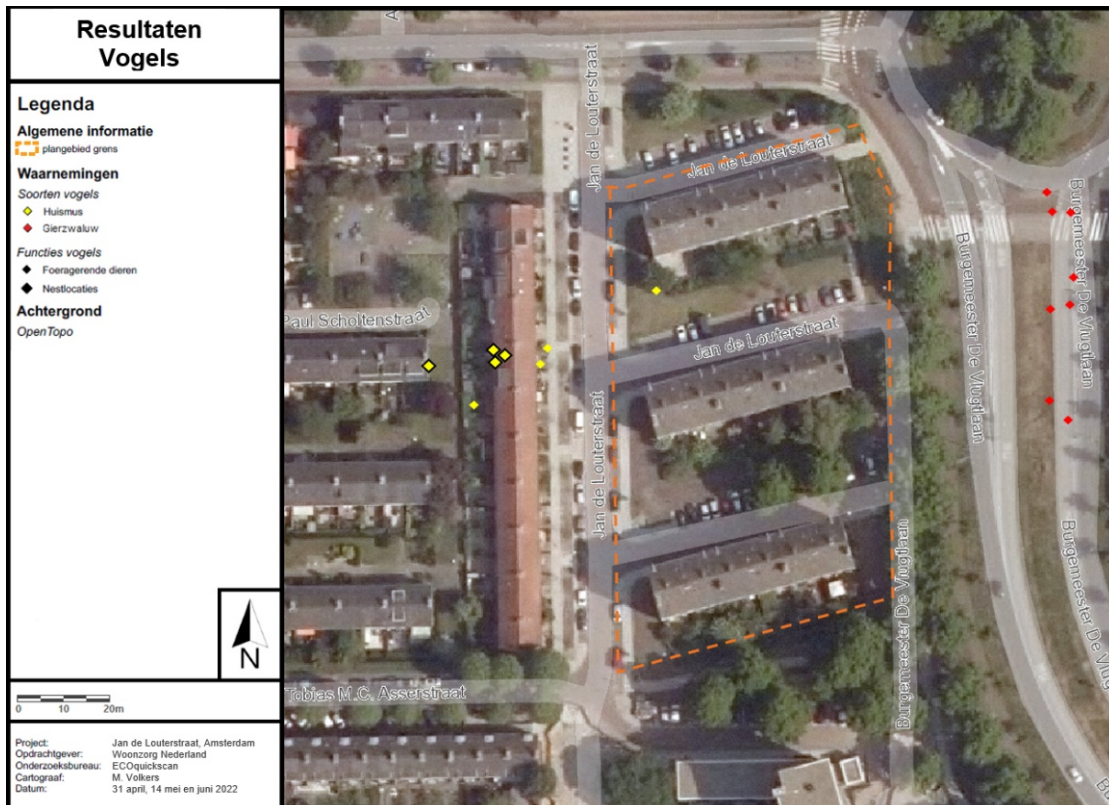 Resultaten
Vogels
Legenda
Algemene informatie
plangebied grens
Waarnemingen
Soorten vogels
Huismus
Gierzwaluw
Functies vogels
Foeragerende dieren
Nestlocaties
Achtergrond
OpenTopo
N
0 10 20m
Project: Jan de Louterstraat, Amsterdam
Opdrachtgever: Woonzorg Nederland
Onderzoeksbureau: ECOquickscan
Cartograaf: M. Volkers
Datum: 31 april, 14 mei en juni 2022
A
Jan de Louterstraat
Jan de Louterstraat
Burgemeester De Vlugtlaan
Burgemeester De Vlugtlaan
Paul Scholtenstraat
Jan de Louterstraat
Jan de Louterstraat
Burgemeester De Vlugtlaan
Burgemeester De Vlug
Tobias M.C. Asserstraat
Bu